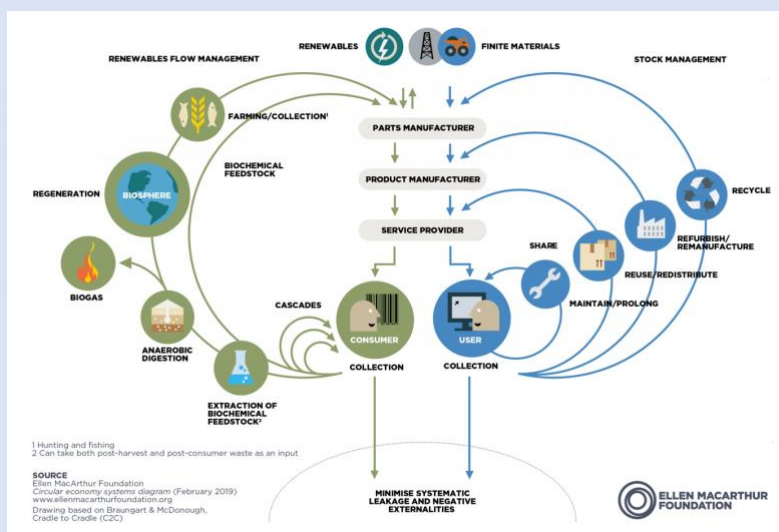 RENEWABLES
FINITE MATERIALS
RENEWABLES FLOW MANAGEMENT
STOCK MANAGEMENT
FARMING/COLLECTION¹
PARTS MANUFACTURER
BIOCHEMICAL
FEEDSTOCK
REGENERATION
BIOSPHERE
PRODUCT MANUFACTURER
RECYCLE
SERVICE PROVIDER
SHARE
REFURBISH/
REMANUFACTURE
REUSE/REDISTRIBUTE
BIOGAS
CASCADES
MAINTAIN/PROLONG
CONSUMER
USER
ANAEROBIC
DIGESTION
COLLECTION
COLLECTION
EXTRACTION OF
BIOCHEMICAL
FEEDSTOCK²
1 Hunting and fishing
2 Can take both post-harvest and post-consumer waste as an input
SOURCE
Ellen MacArthur Foundation
Circular economy systems diagram (February 2019)
www.ellenmacarthurfoundation.org
Drawing based on Braungart & McDonough,
Cradle to Cradle (C2C)
MINIMISE SYSTEMATIC
LEAKAGE AND NEGATIVE
EXTERNALITIES
ELLEN MACARTHUR
FOUNDATION